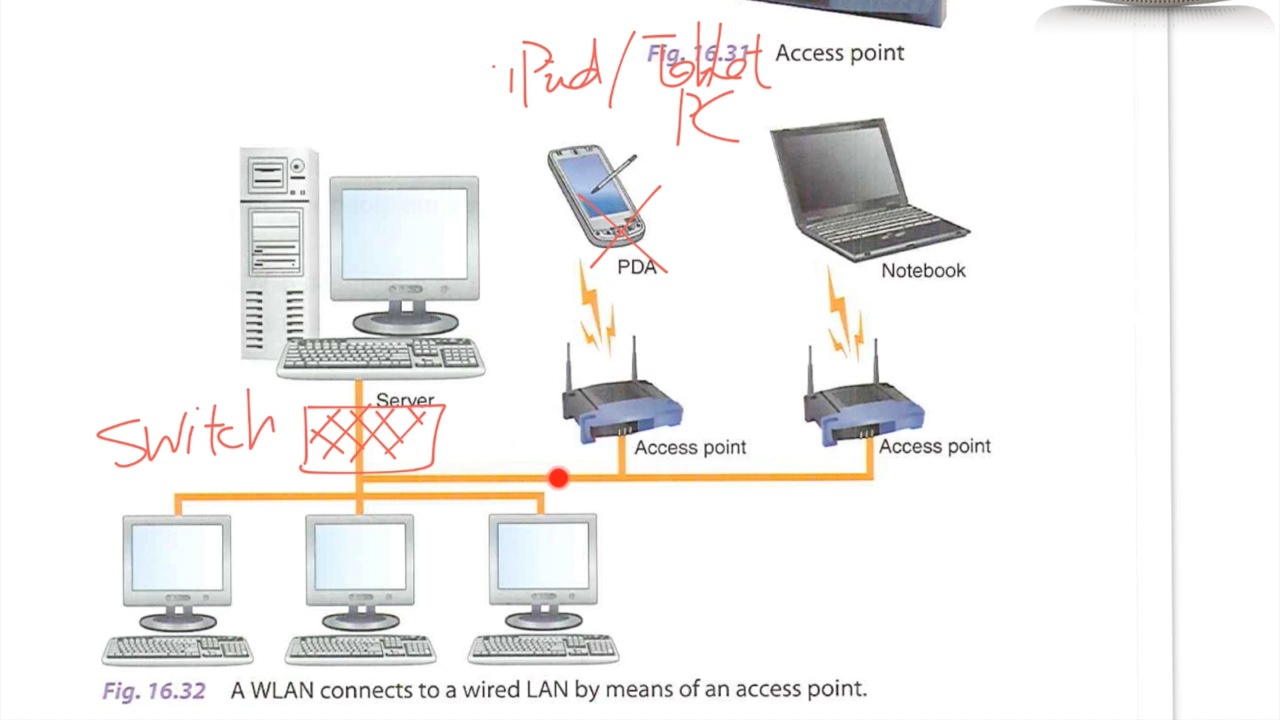 Fig. 16.31 Access point
iPad/Tablet
PC
PDA
Notebook
Server
Switch
Access point
Access point
Fig. 16.32 A WLAN connects to a wired LAN by means of an access point.